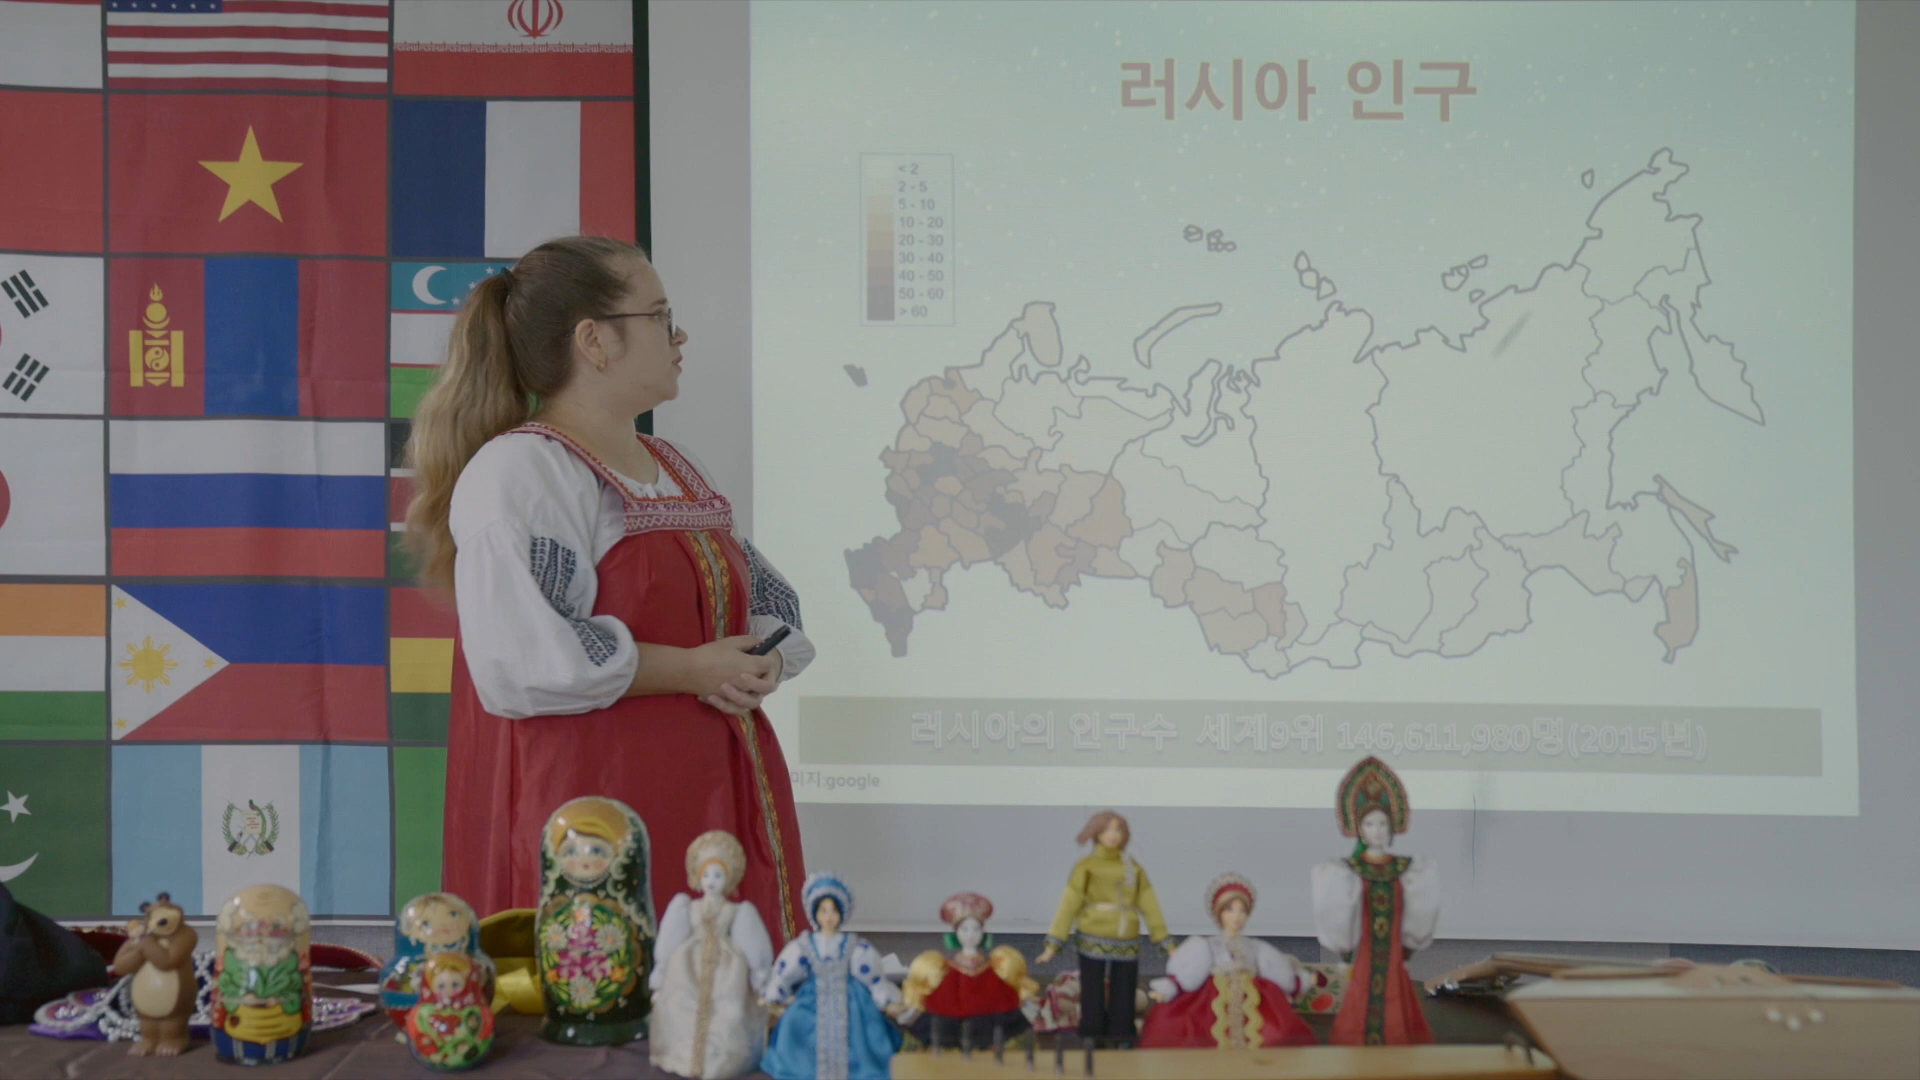 러시아 인구
< 2
2 - 5
5 - 10
10 - 20
20 - 30
30 - 40
40 - 50
50 - 60
> 60
러시아의 인구수 세계9위 146,611,980명(2015년)
미지:google